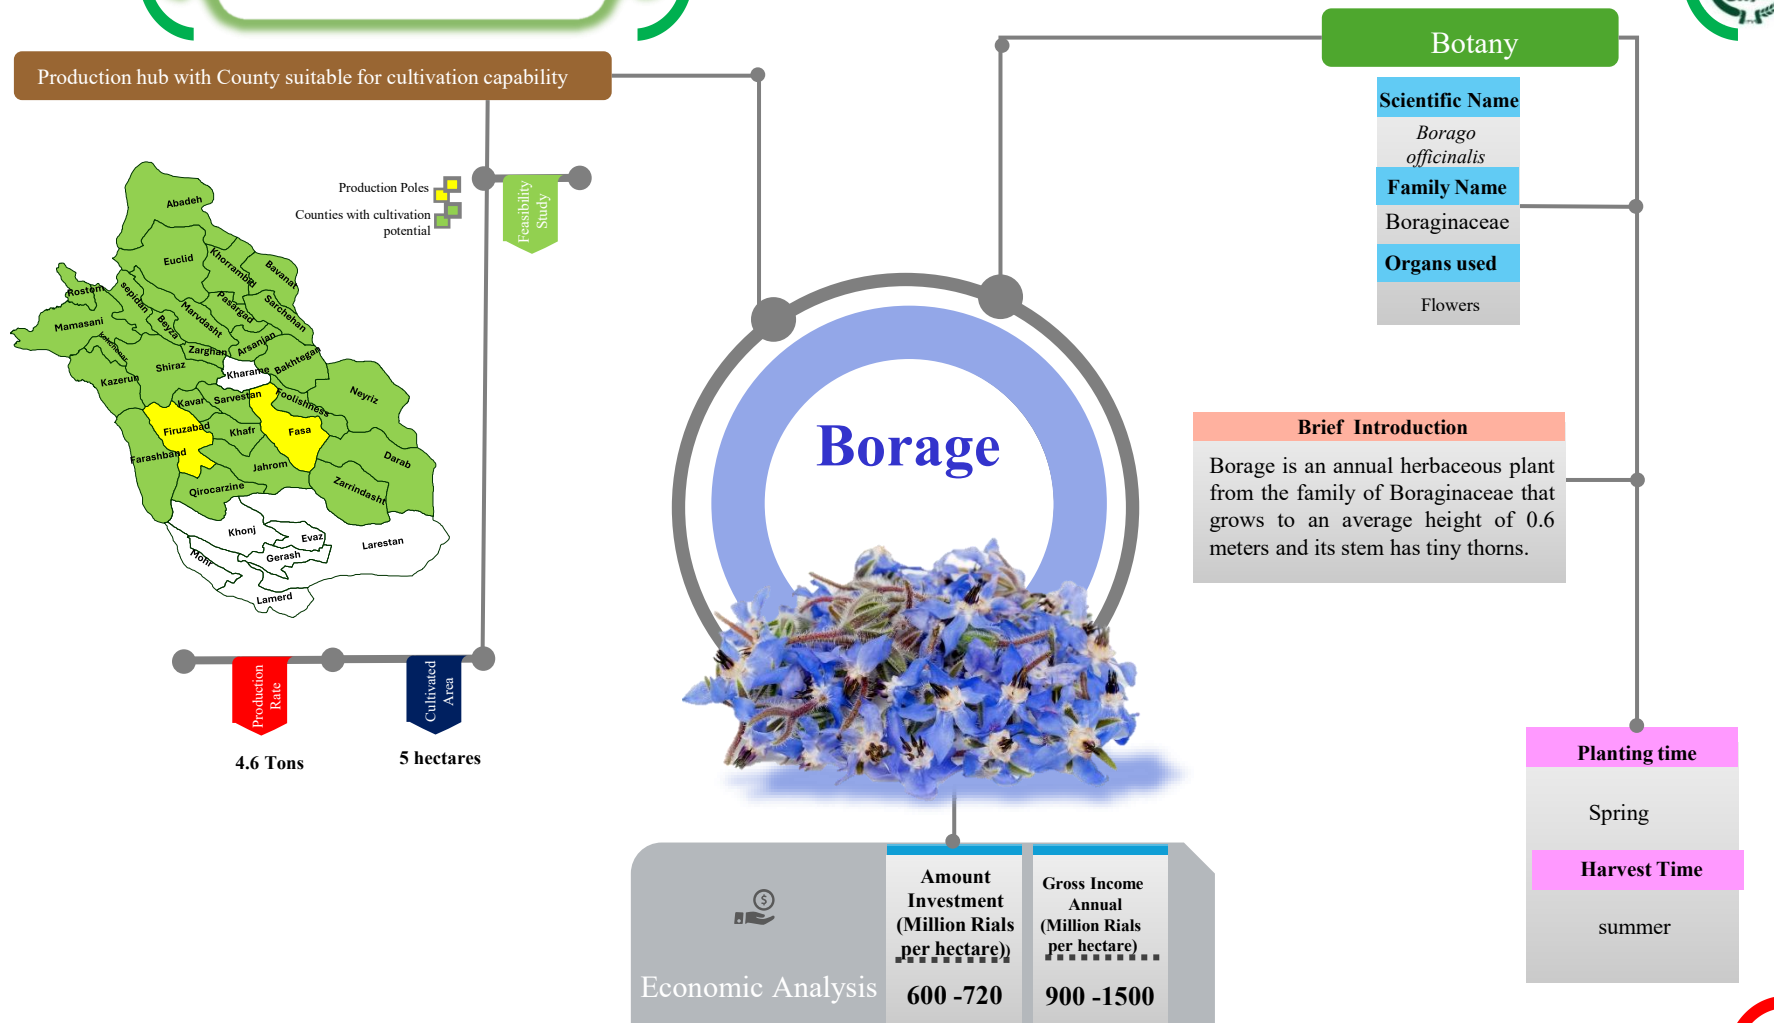 Production hub with County suitable for cultivation capability
Production Poles
Counties with cultivation
potential
Feasibility
Study
Abadeh
Euclid
Khorrambid
Bavanat
Rostom
sepidan
Pasargad
Sarchehan
Mamasani
Beyza
Marvdasht
Zarghan
Arsanjan
Bakhtegan
Shiraz
Kharame
Kazerun
Neyriz
Kavar
Sarvestan
Foolishness
Firuzabad
Khafr
Fasa
Farashband
Jahrom
Darab
Qirocarzine
Zarrindasht
Khonj
Evaz
Larestan
Mohr
Gerash
Lamerd
Production
Rate
Cultivated
Area
4.6 Tons
5 hectares
Borage
Botany
Scientific Name
Borago
officinalis
Family Name
Boraginaceae
Organs used
Flowers
Brief Introduction
Borage is an annual herbaceous plant
from the family of Boraginaceae that
grows to an average height of 0.6
meters and its stem has tiny thorns.
Planting time
Spring
Harvest Time
summer
Economic Analysis
Amount
Investment
(Million Rials
per hectare))
600 -720
Gross Income
Annual
(Million Rials
per hectare)
900 -1500